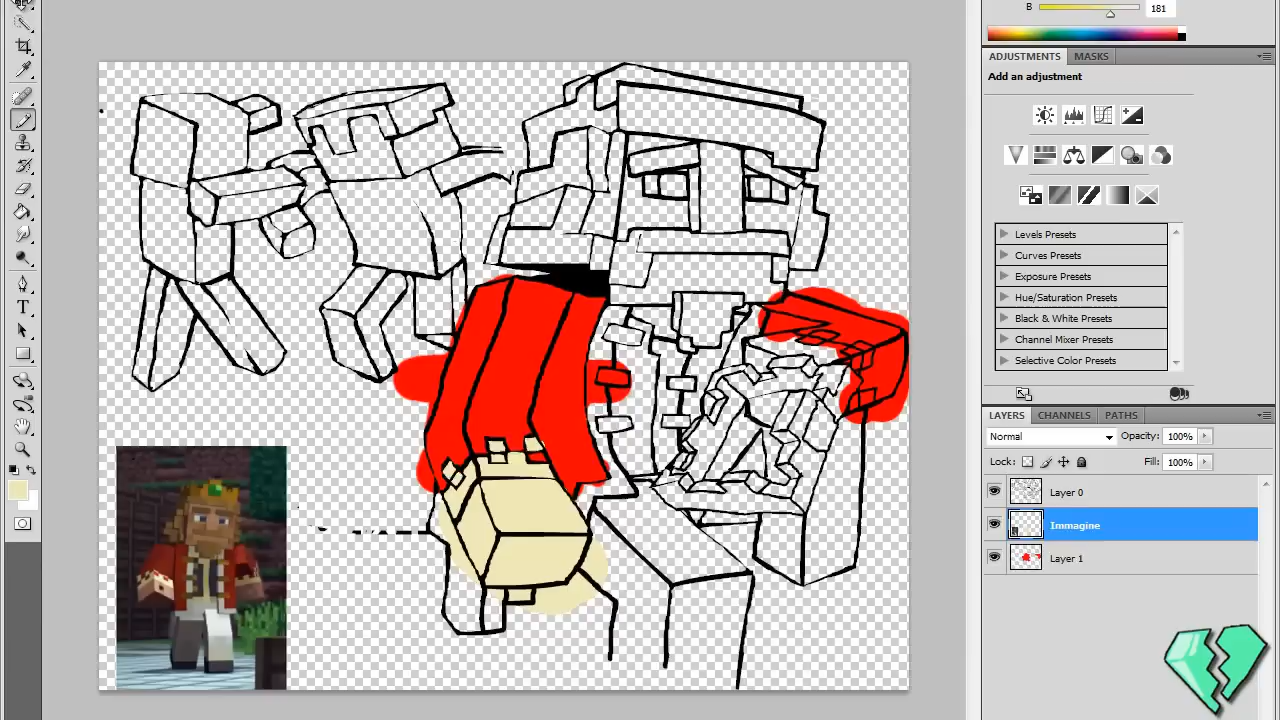 B 181
ADJUSTMENTS MASKS
Add an adjustment
Levels Presets
Curves Presets
Exposure Presets
Hue/Saturation Presets
Black & White Presets
Channel Mixer Presets
Selective Color Presets
LAYERS CHANNELS PATHS
Normal Opacity: 100%
Lock: Fill: 100%
Layer 0
Immagine
Layer 1
T